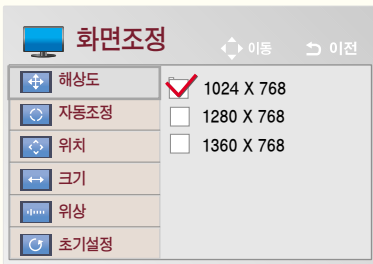 화면조정
이동 이전
해상도
자동조정
위치
크기
위상
초기설정
1024 X 768
1280 X 768
1360 X 768